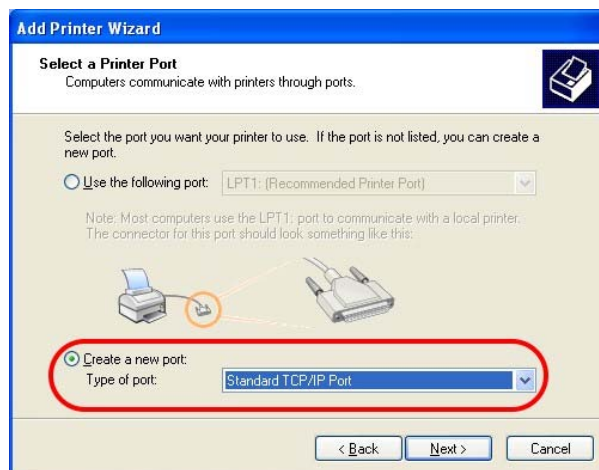 Add Printer Wizard
Select a Printer Port
Computers communicate with printers through ports.
Select the port you want your printer to use. If the port is not listed, you can create a
new port.
Use the following port: LPT1: (Recommended Printer Port)
Note: Most computers use the LPT1: port to communicate with a local printer.
The connector for this port should look something like this:
Create a new port:
Type of port: Standard TCP/IP Port
< Back Next > Cancel